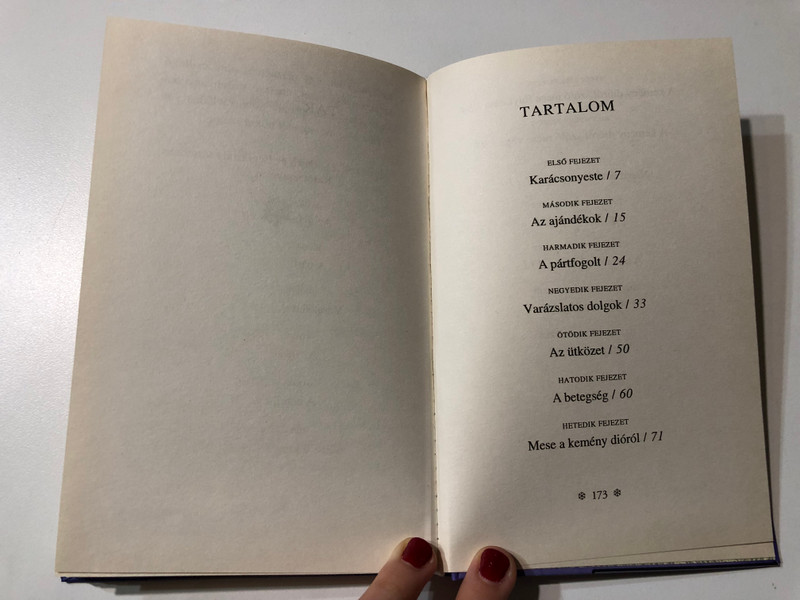 TARTALOM
ELSŐ FEJEZET
Karácsonyeste / 7
MÁSODIK FEJEZET
Az ajándékok / 15
HARMADIK FEJEZET
A pártfogolt / 24
NEGYEDIK FEJEZET
Varázslatos dolgok / 33
ÖTÖDIK FEJEZET
Az ütközet / 50
HATODIK FEJEZET
A betegség / 60
HETEDIK FEJEZET
Mese a kemény dióról / 71
❄ 173 ❄